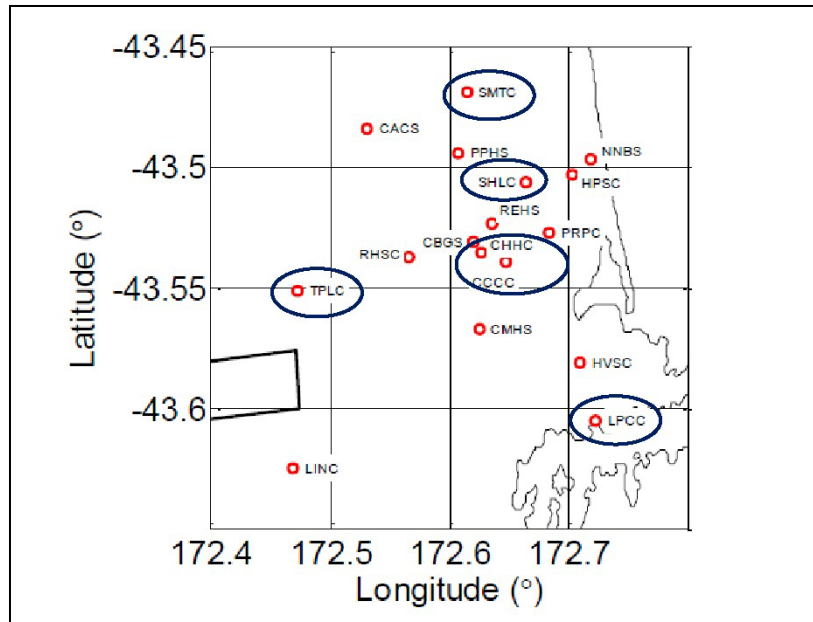 -43.45
SMTC
CACS
PPHS
NNBS
-43.5
SHLC
HPSC
REHS
PRPC
CBGS
CHHC
RHSC
CCCC
-43.55
TPLC
CMHS
HVSC
-43.6
LPCC
LINC
172.4 172.5 172.6 172.7
Longitude (°)
Latitude (°)